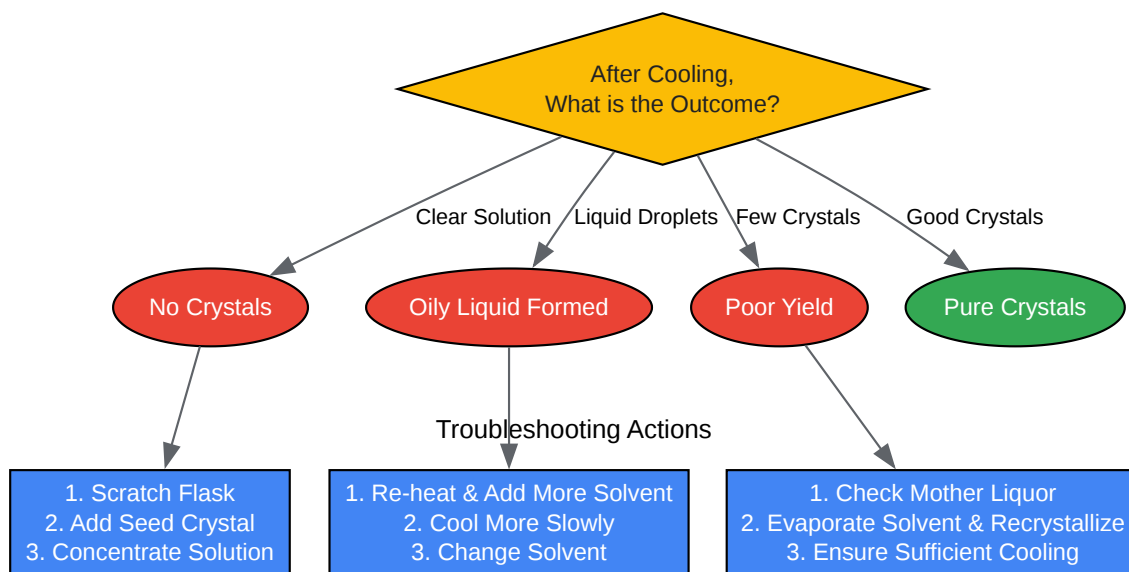 After Cooling,
What is the Outcome?
Clear Solution
Liquid Droplets
Few Crystals
Good Crystals
No Crystals
Oily Liquid Formed
Poor Yield
Pure Crystals
Troubleshooting Actions
1. Scratch Flask
2. Add Seed Crystal
3. Concentrate Solution
1. Re-heat & Add More Solvent
2. Cool More Slowly
3. Change Solvent
1. Check Mother Liquor
2. Evaporate Solvent & Recrystallize
3. Ensure Sufficient Cooling